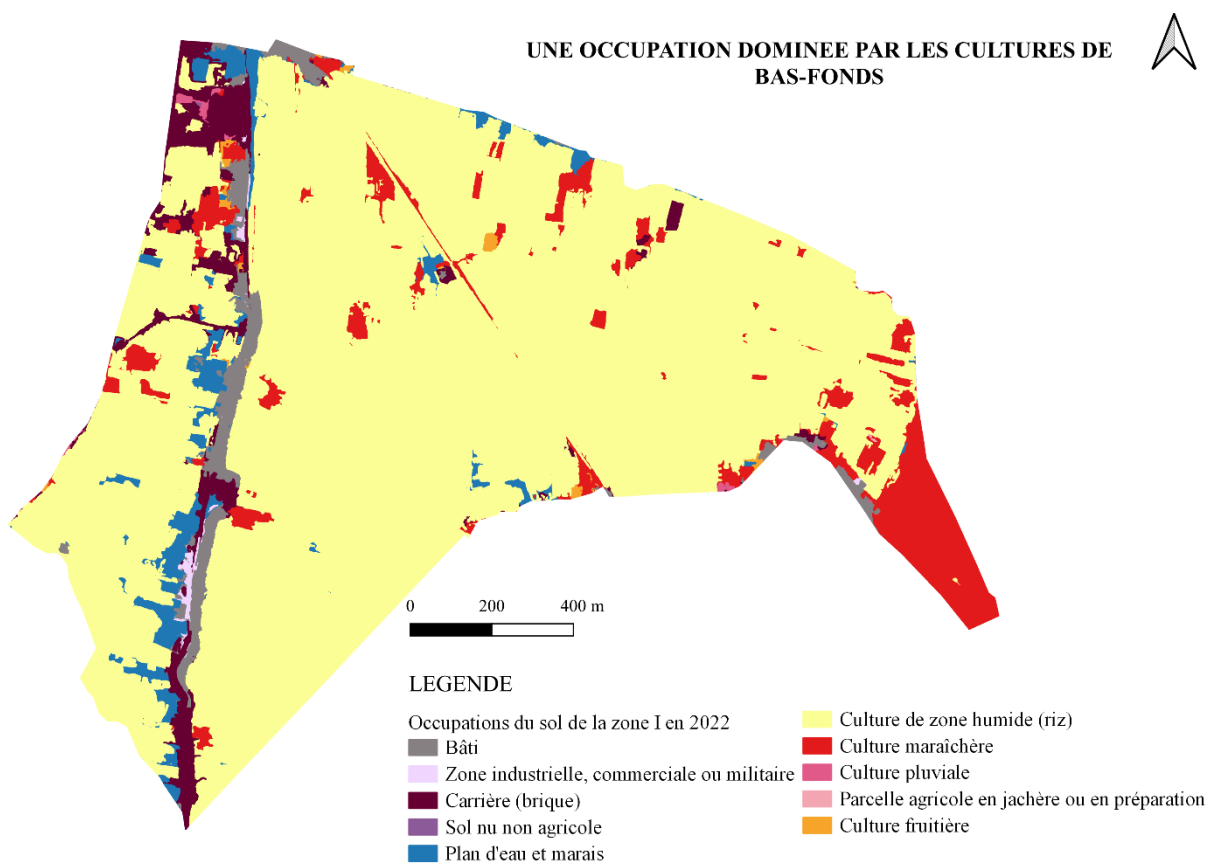 UNE OCCUPATION DOMINEE PAR LES CULTURES DE
BAS-FONDS
0 200 400 m
LEGENDE
Occupations du sol de la zone I en 2022
Bâti
Zone industrielle, commerciale ou militaire
Carrière (brique)
Sol nu non agricole
Plan d'eau et marais
Culture de zone humide (riz)
Culture maraîchère
Culture pluviale
Parcelle agricole en jachère ou en préparation
Culture fruitière